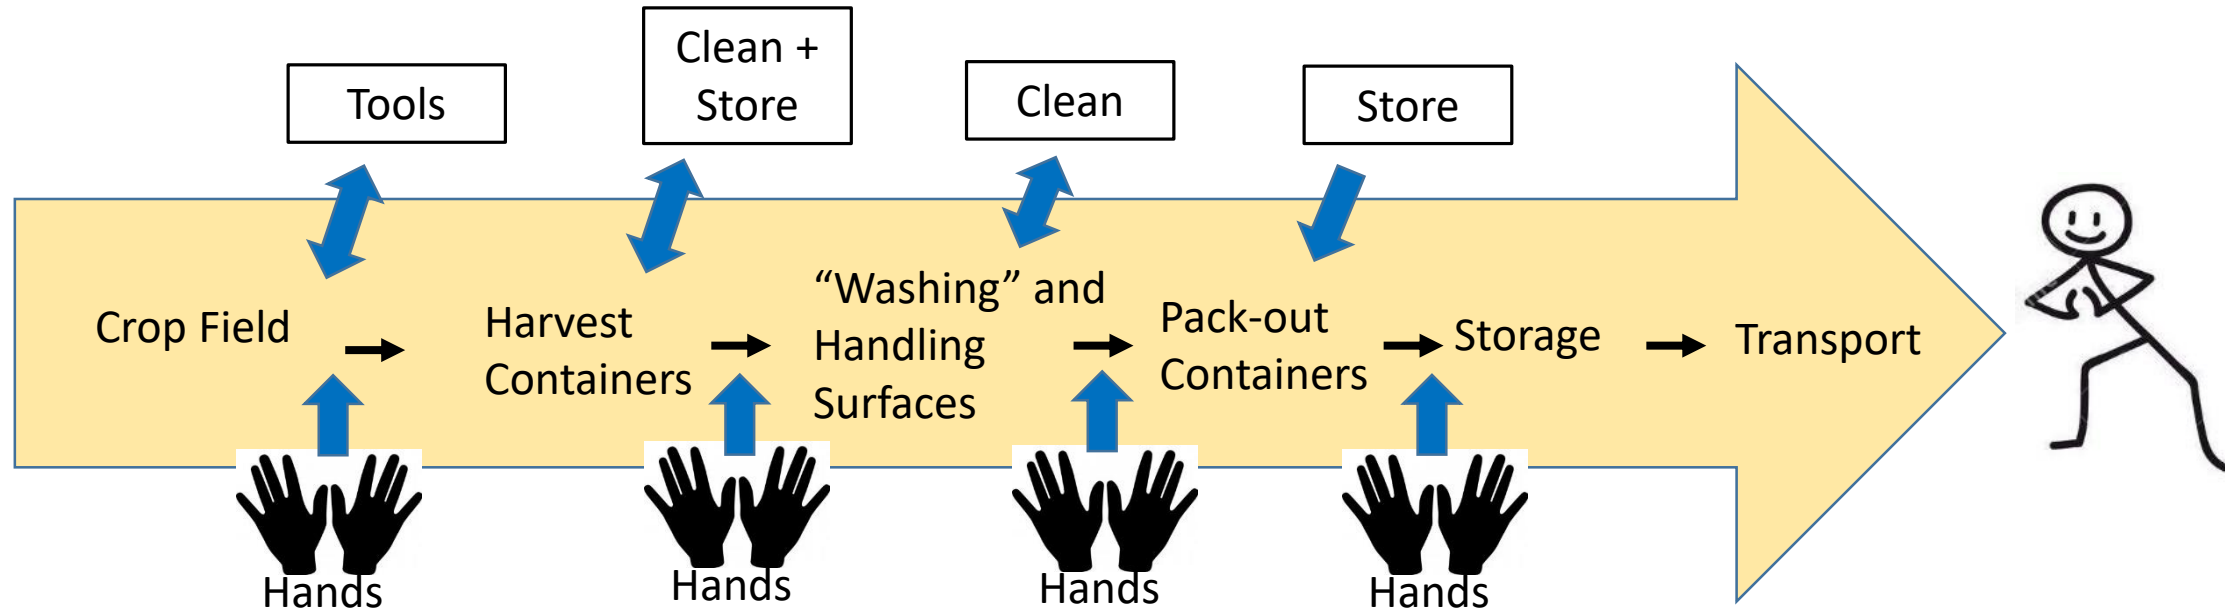 Tools
Clean +
Store
Clean
Store
Crop Field
Harvest
Containers
“Washing” and
Handling
Surfaces
Pack-out
Containers
Storage
Transport
Hands
Hands
Hands
Hands